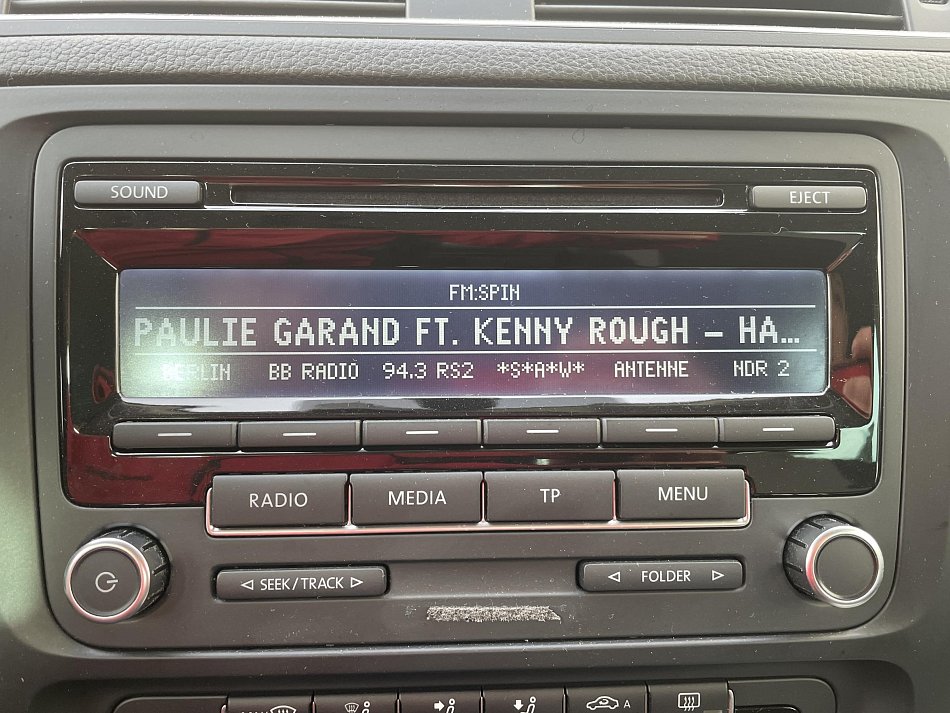 SOUND
EJECT
FM:SPIN
PAULIE GARAND FT. KENNY ROUGH – HA...
BERLIN BB RADIO 94.3 RS2 *S*A*W* ANTENNE NDR 2
RADIO MEDIA TP MENU
SEEK/TRACK FOLDER
A